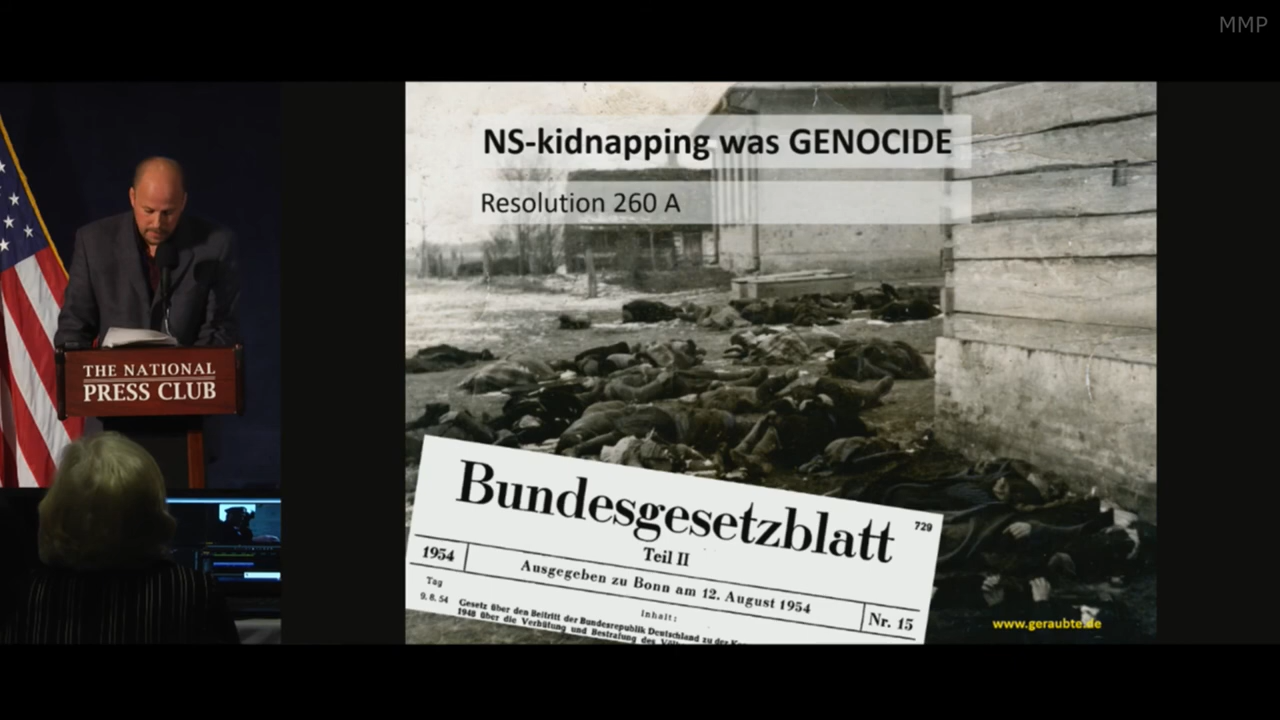 MMP
NS-kidnapping was GENOCIDE
Resolution 260 A
THE NATIONAL
PRESS CLUB
Bundesgesetzblatt
729
Teil II
1954
Ausgegeben zu Bonn am 12. August 1954
Nr. 15
Tag
Inhalt:
9. 8. 54
Gesetz über den Beitritt der Bundesrepublik Deutschland zu der
1948 über die Verhütung und Bestrafung des
www.geraubte.de